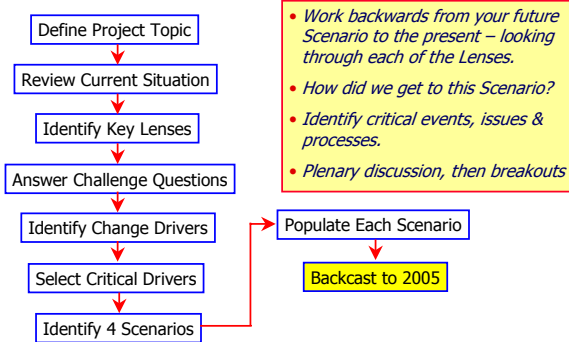 Define Project Topic
Review Current Situation
Identify Key Lenses
Answer Challenge Questions
Identify Change Drivers
Select Critical Drivers
Identify 4 Scenarios
Populate Each Scenario
Backcast to 2005
• Work backwards from your future
Scenario to the present – looking
through each of the Lenses.
• How did we get to this Scenario?
• Identify critical events, issues &
processes.
• Plenary discussion, then breakouts